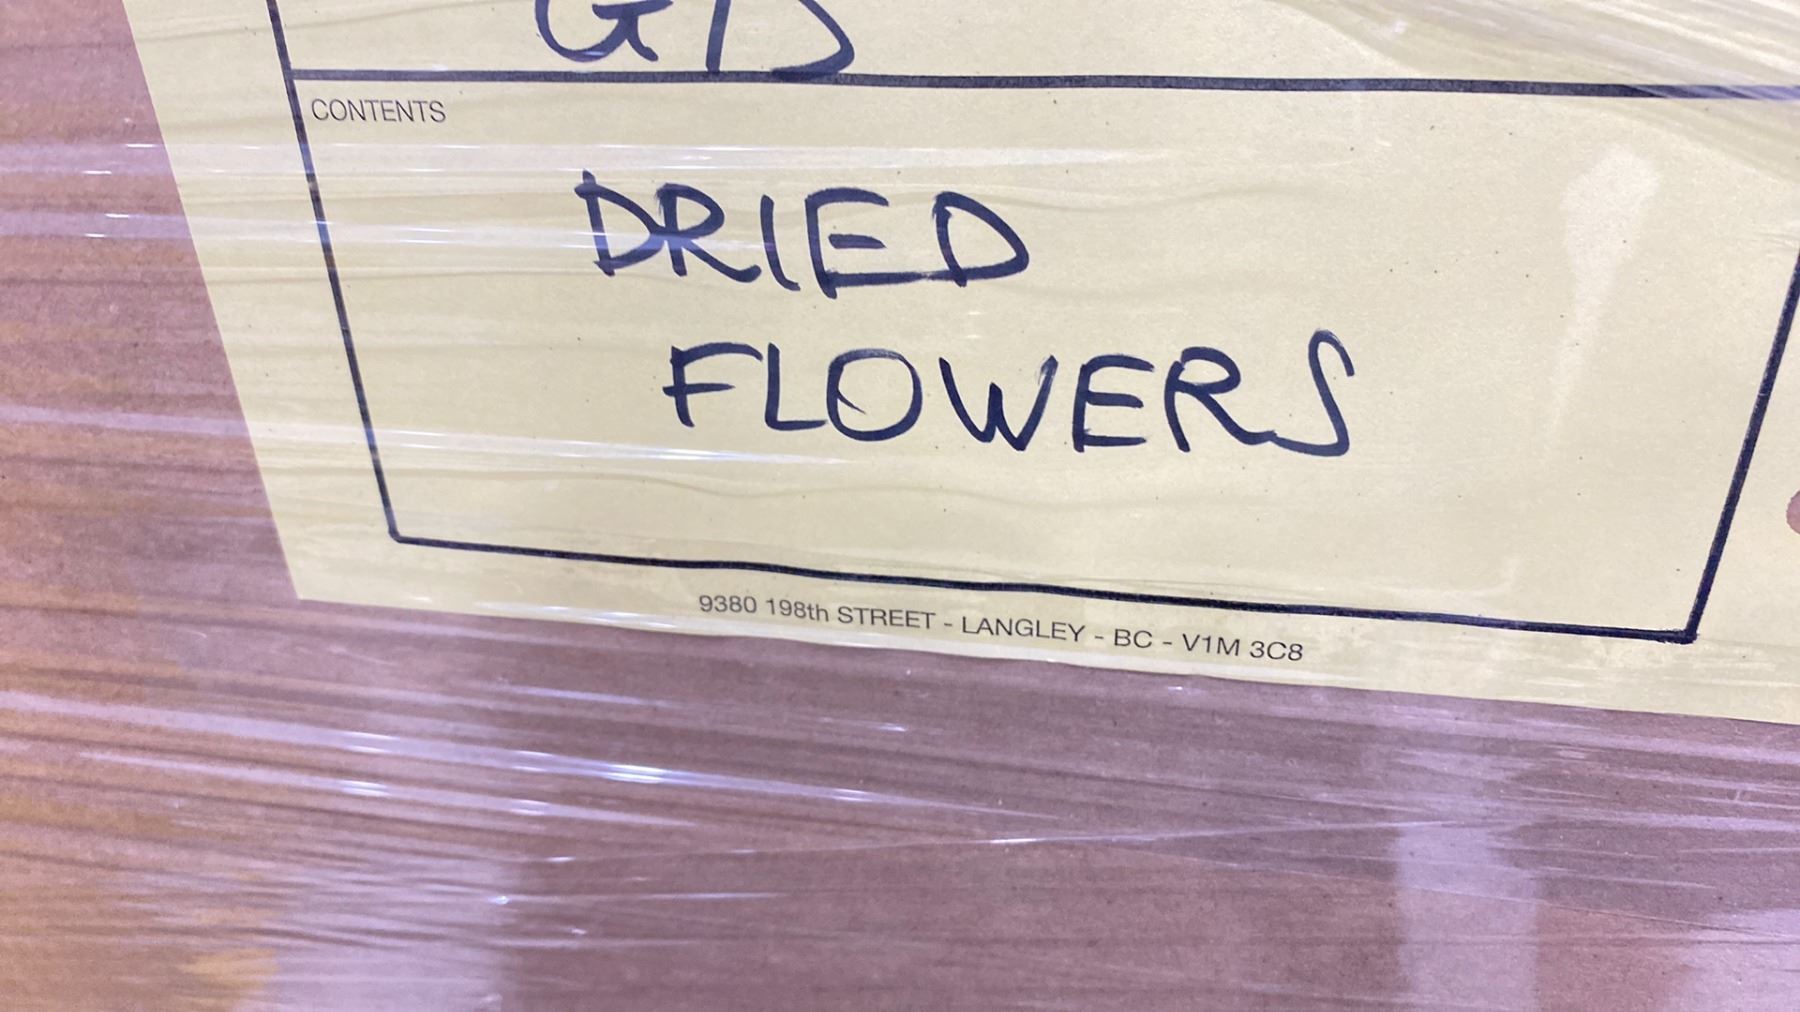 CONTENTS
DRIED
FLOWERS
9380 198th STREET - LANGLEY - BC - V1M 3C8